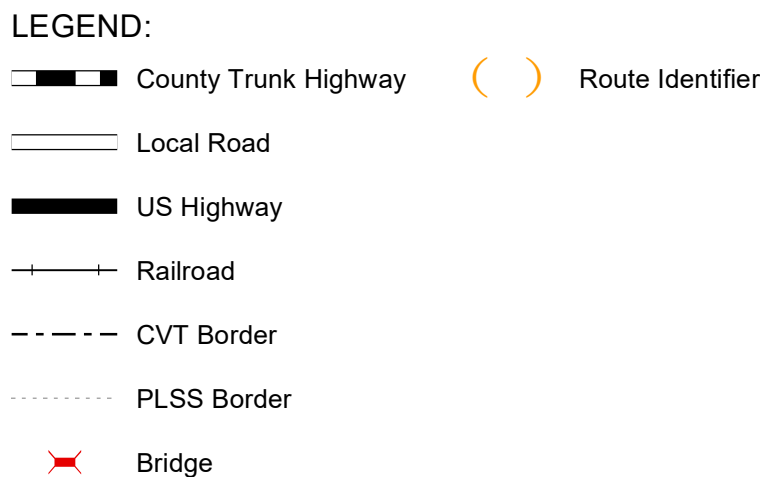 LEGEND:
County Trunk Highway
( ) Route Identifier
Local Road
US Highway
Railroad
CVT Border
PLSS Border
Bridge